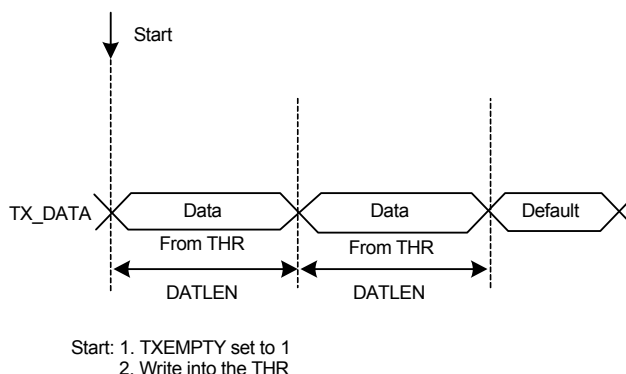 Start
TX_DATA
Data
Data
Default
From THR
From THR
DATLEN
DATLEN
Start: 1. TXEMPTY set to 1
2. Write into the THR